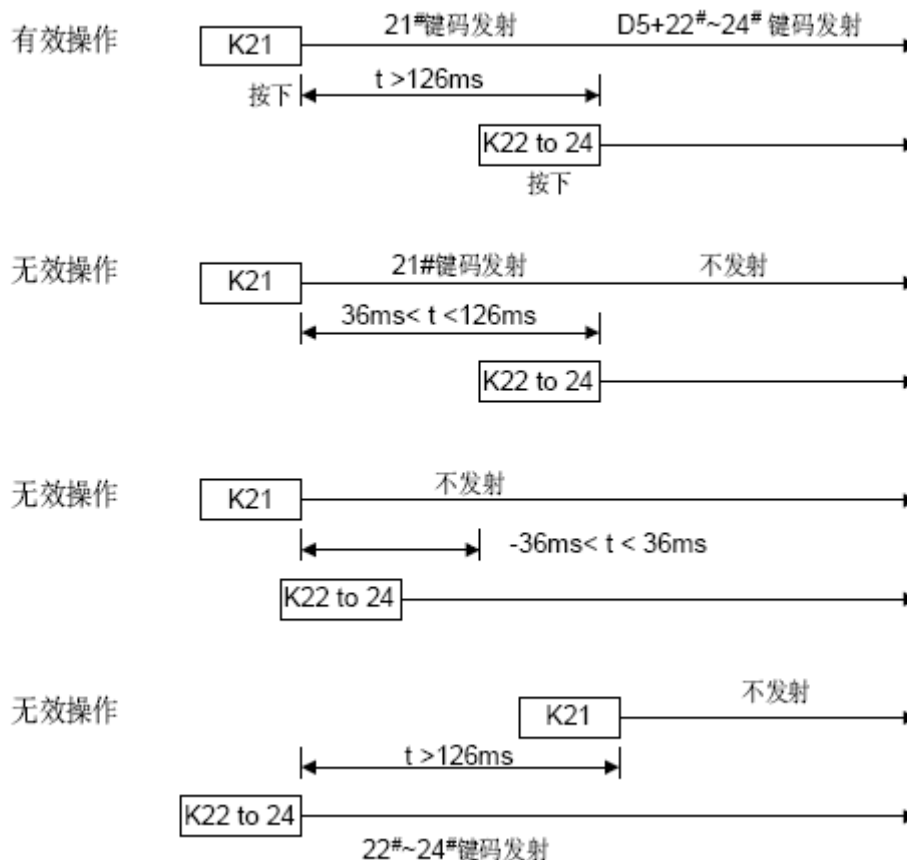 有效操作
K21
21#键码发射
D5+22#~24# 键码发射
按下
t >126ms
K22 to 24
按下
无效操作
K21
21#键码发射
不发射
36ms< t <126ms
K22 to 24
无效操作
K21
不发射
-36ms< t < 36ms
K22 to 24
无效操作
K21
不发射
t >126ms
K22 to 24
22#~24#键码发射